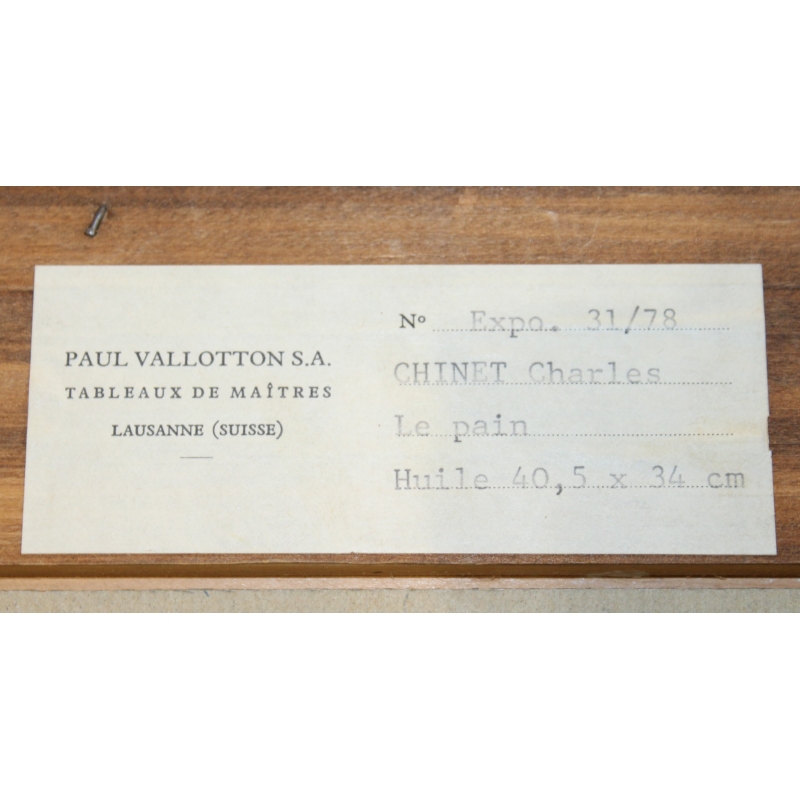 PAUL VALLOTTON S.A.
TABLEAUX DE MAÎTRES
LAUSANNE (SUISSE)
Nº Expo. 31/78
CHINET Charles
Le pain
Huile 40,5 x 34 cm